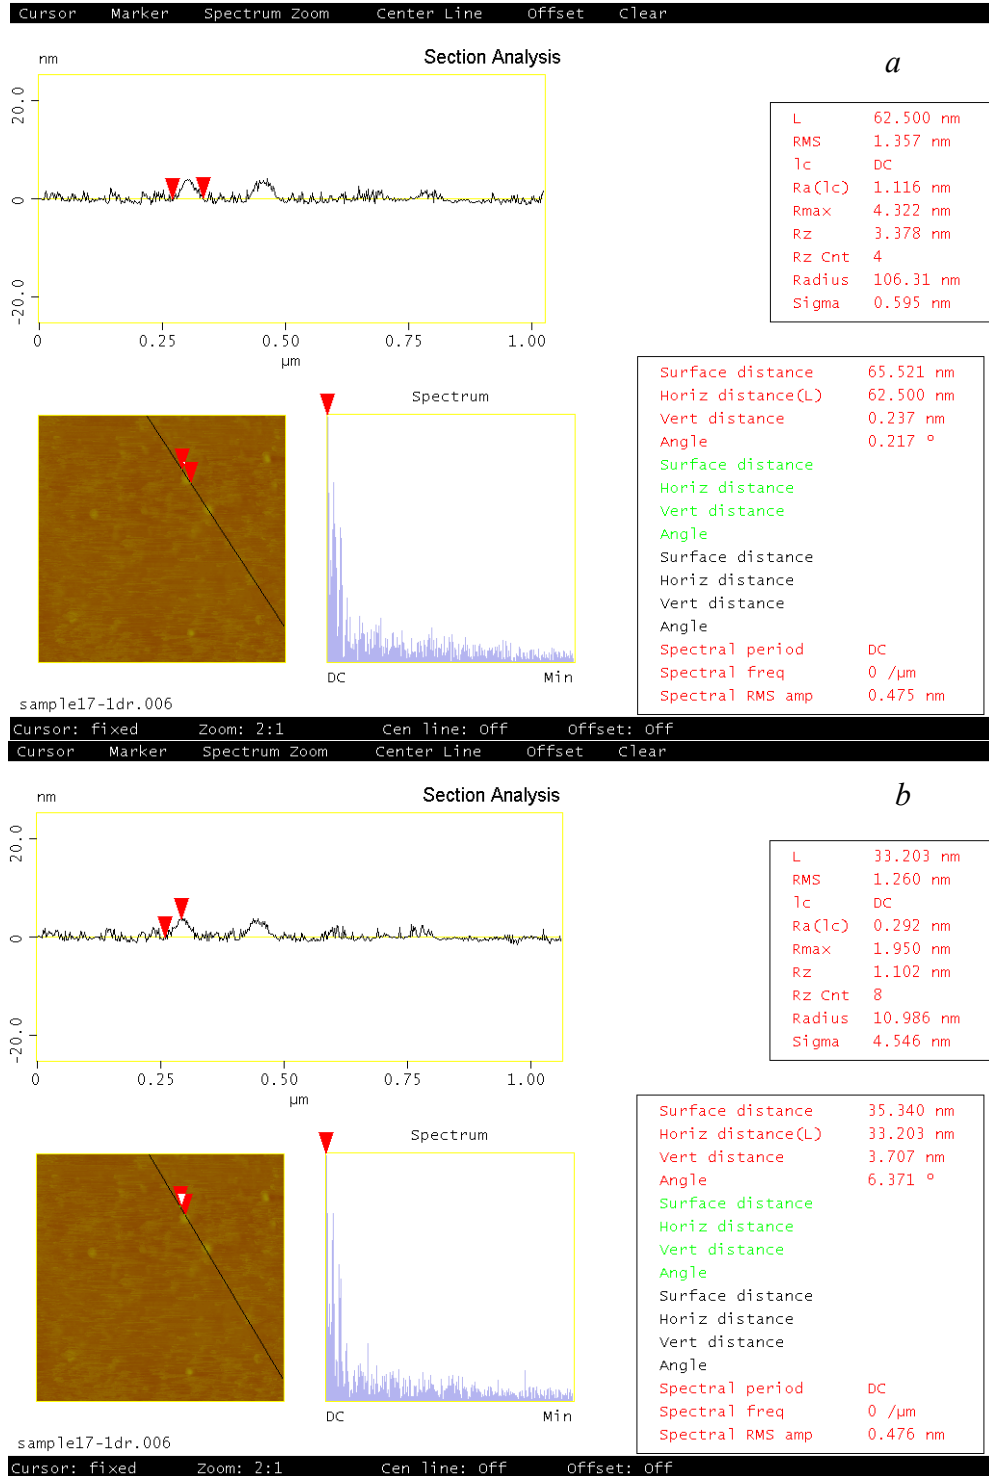 Cursor Marker Spectrum Zoom Center Line Offset Clear
nm Section Analysis a
20.0
0
-20.0
0 0.25 0.50 0.75 1.00
µm
L 62.500 nm
RMS 1.357 nm
lc DC
Ra(lc) 1.116 nm
Rmax 4.322 nm
Rz 3.378 nm
Rz Cnt 4
Radius 106.31 nm
Sigma 0.595 nm
Spectrum
DC Min
Surface distance 65.521 nm
Horiz distance(L) 62.500 nm
Vert distance 0.237 nm
Angle 0.217 °
Surface distance
Horiz distance
Vert distance
Angle
Surface distance
Horiz distance
Vert distance
Angle
Spectral period DC
Spectral freq 0 /µm
Spectral RMS amp 0.475 nm
sample17-1dr.006
Cursor: fixed Zoom: 2:1 Cen line: Off Offset: Off
Cursor Marker Spectrum Zoom Center Line Offset Clear
nm Section Analysis b
20.0
0
-20.0
0 0.25 0.50 0.75 1.00
µm
L 33.203 nm
RMS 1.260 nm
lc DC
Ra(lc) 0.292 nm
Rmax 1.950 nm
Rz 1.102 nm
Rz Cnt 8
Radius 10.986 nm
Sigma 4.546 nm
Spectrum
DC Min
Surface distance 35.340 nm
Horiz distance(L) 33.203 nm
Vert distance 3.707 nm
Angle 6.371 °
Surface distance
Horiz distance
Vert distance
Angle
Surface distance
Horiz distance
Vert distance
Angle
Spectral period DC
Spectral freq 0 /µm
Spectral RMS amp 0.476 nm
sample17-1dr.006
Cursor: fixed Zoom: 2:1 Cen line: Off Offset: Off